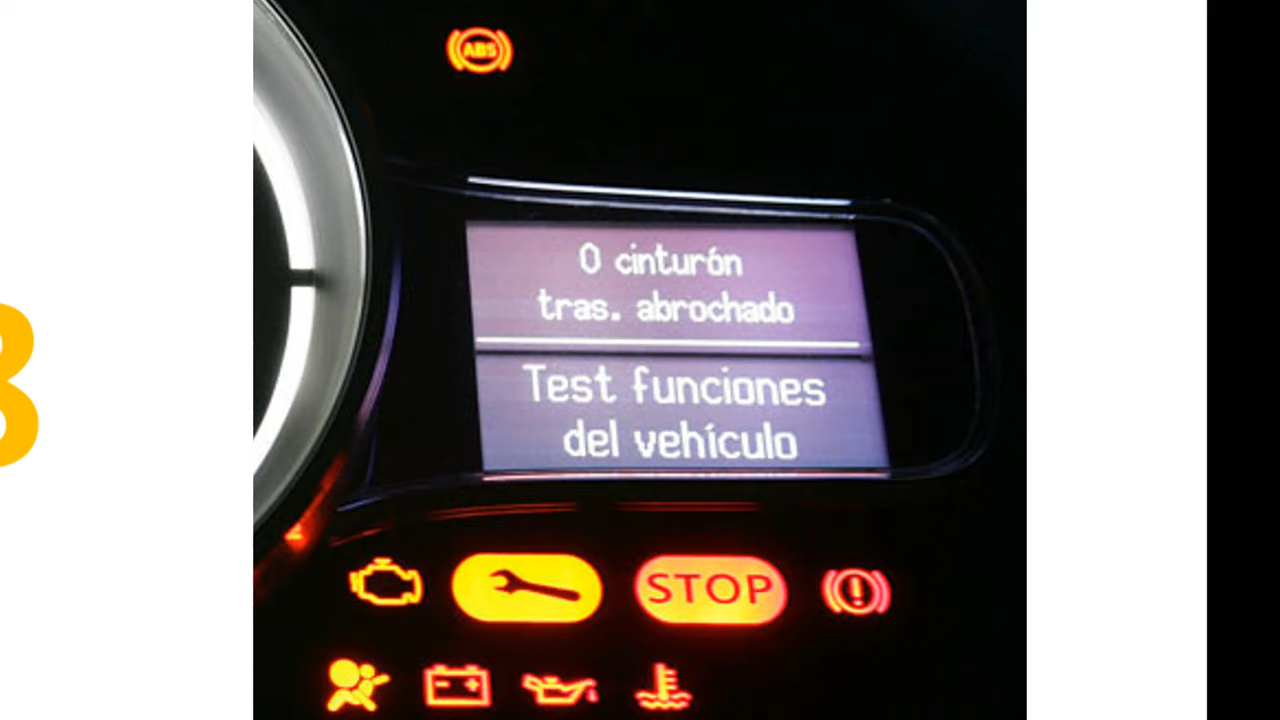 ABS
0 cinturón
tras. abrochado
Test funciones
del vehículo
STOP